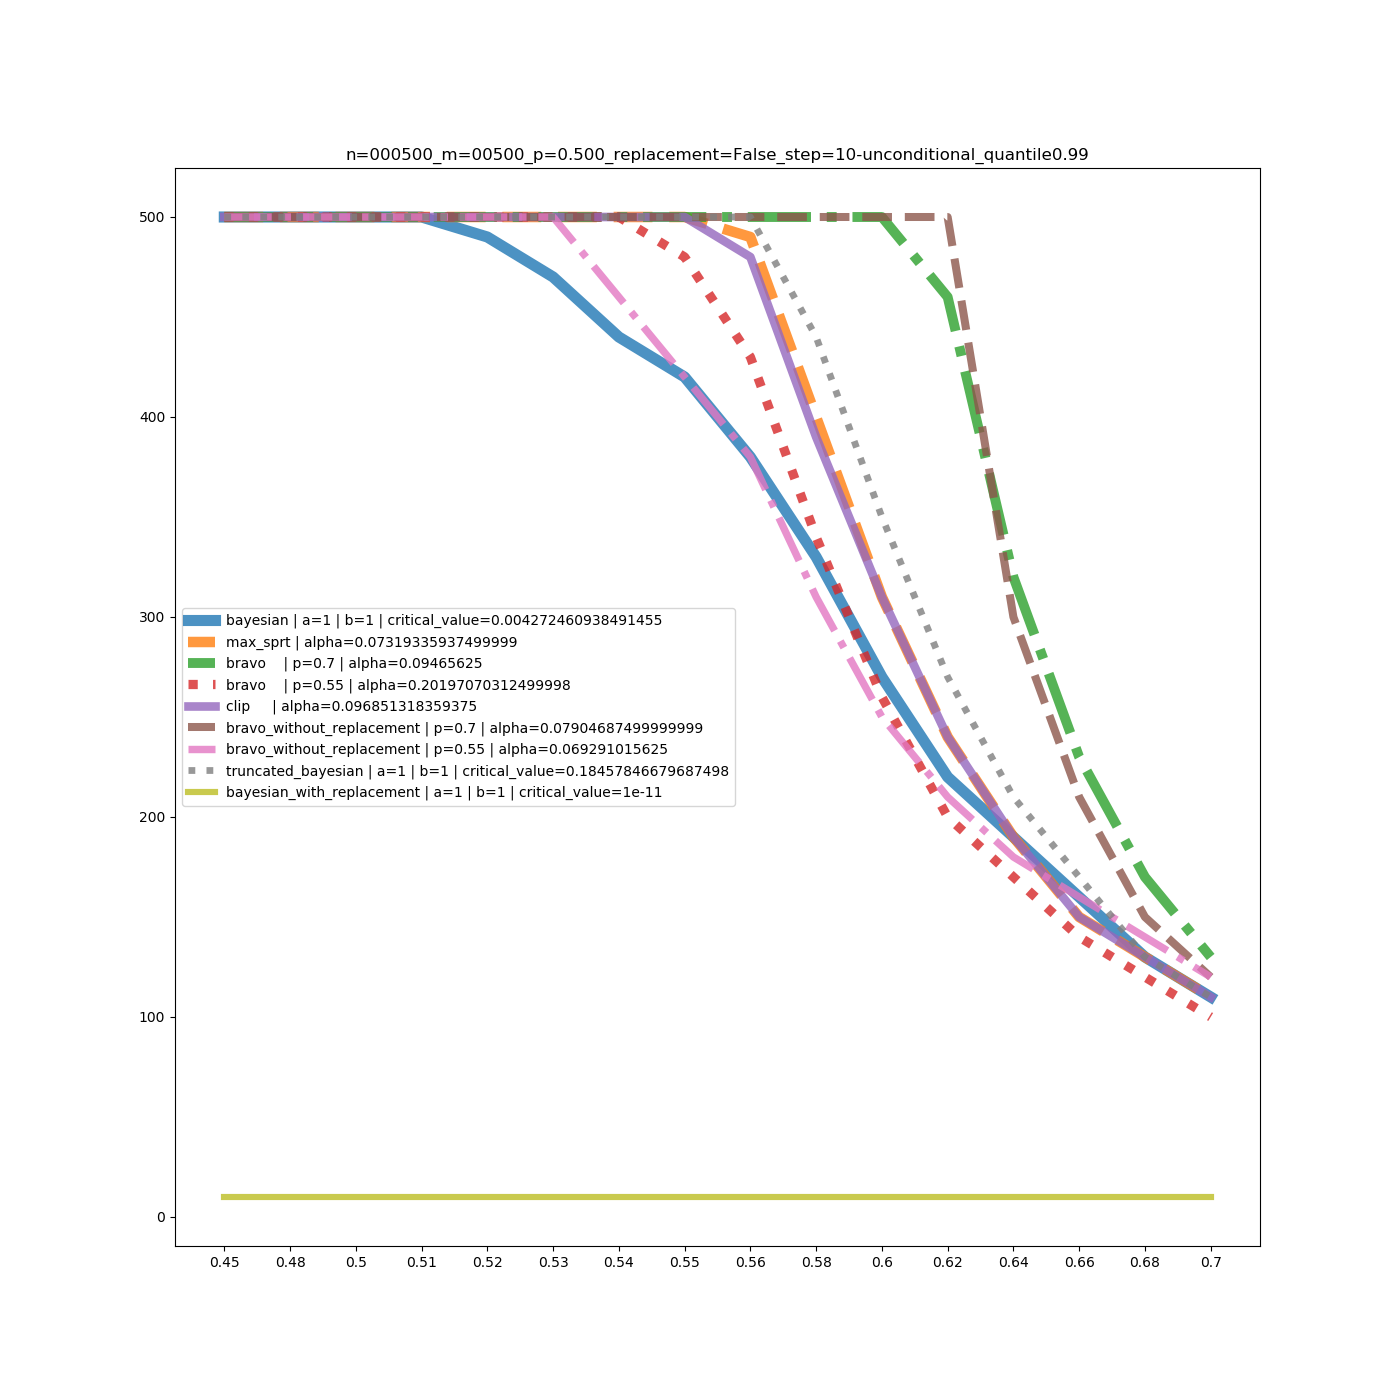 n=000500_m=00500_p=0.500_replacement=False_step=10-unconditional_quantile0.99
500
400
300
200
100
0
bayesian | a=1 | b=1 | critical_value=0.004272460938491455
max_sprt | alpha=0.07319335937499999
bravo    | p=0.7 | alpha=0.09465625
bravo    | p=0.55 | alpha=0.20197070312499998
clip     | alpha=0.096851318359375
bravo_without_replacement | p=0.7 | alpha=0.07904687499999999
bravo_without_replacement | p=0.55 | alpha=0.069291015625
truncated_bayesian | a=1 | b=1 | critical_value=0.18457846679687498
bayesian_with_replacement | a=1 | b=1 | critical_value=1e-11
0.45 0.48 0.5 0.51 0.52 0.53 0.54 0.55 0.56 0.58 0.6 0.62 0.64 0.66 0.68 0.7